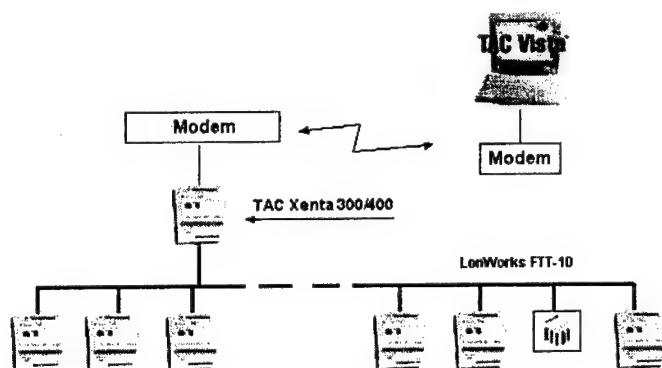 TAC Vista
Modem
Modem
TAC Xenta 300/400
LonWorks FTT-10